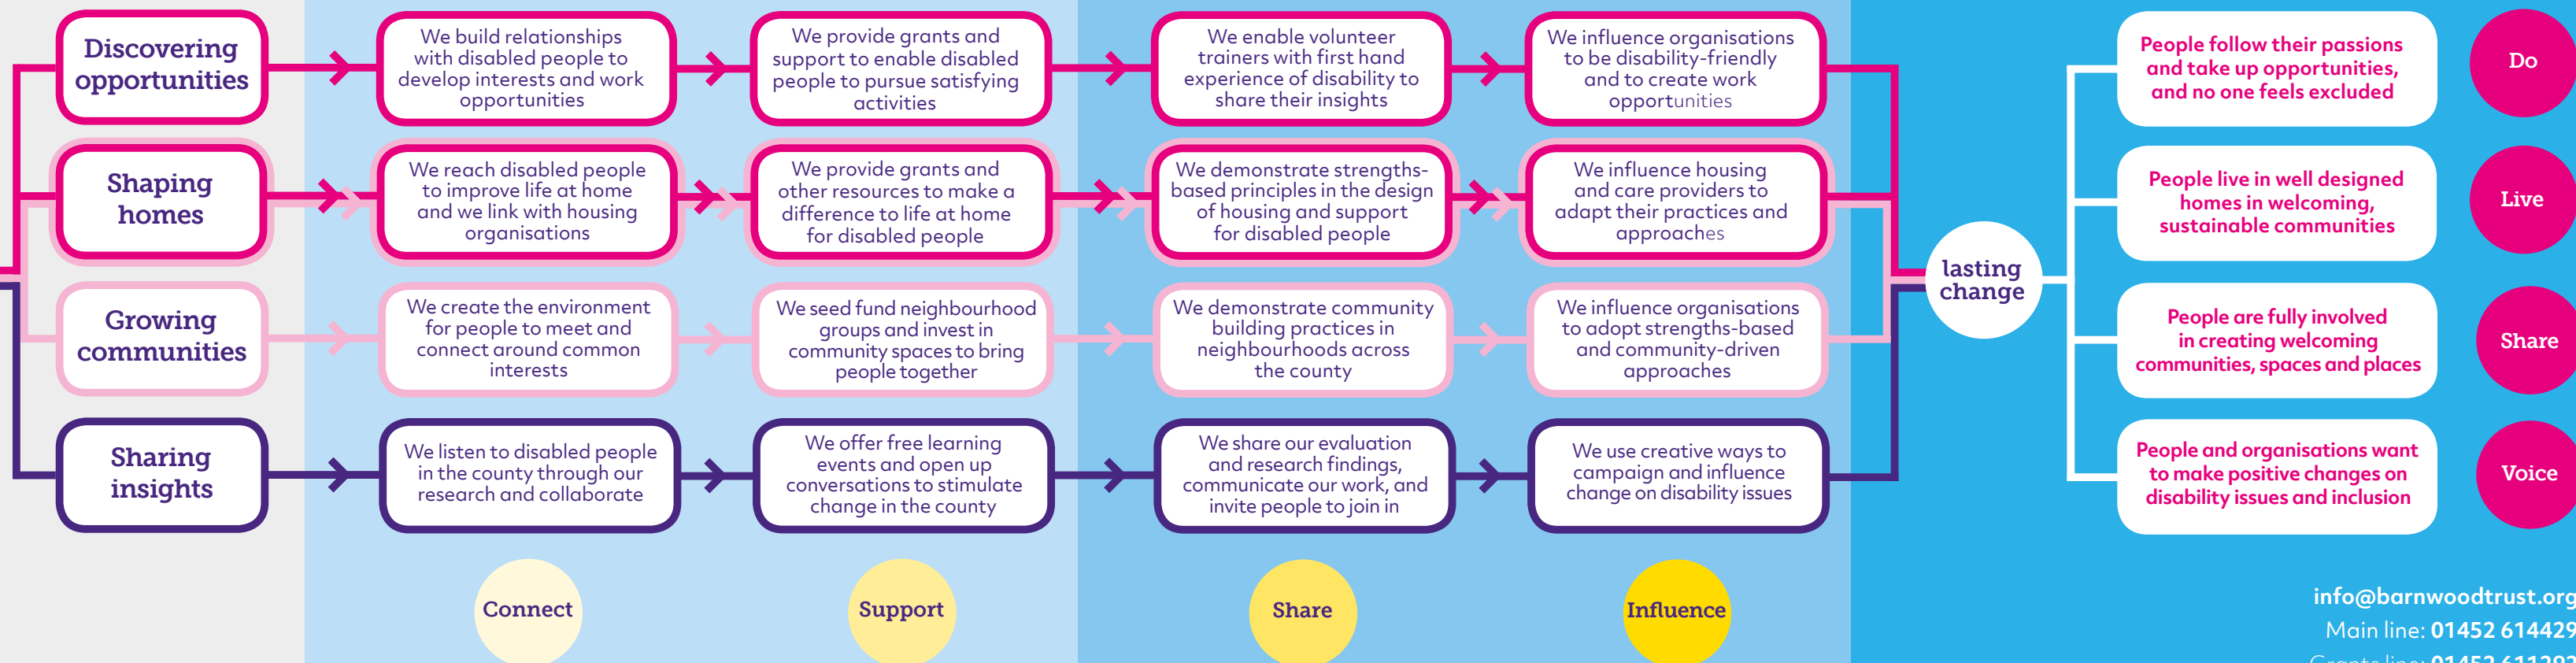 Discovering
opportunities
We build relationships
with disabled people to
develop interests and work
opportunities
We provide grants and
support to enable disabled
people to pursue satisfying
activities
We enable volunteer
trainers with first hand
experience of disability to
share their insights
We influence organisations
to be disability-friendly
and to create work
opportunities
People follow their passions
and take up opportunities,
and no one feels excluded
Do
Shaping
homes
We reach disabled people
to improve life at home
and we link with housing
organisations
We provide grants and
other resources to make a
difference to life at home
for disabled people
We demonstrate strengths-
based principles in the design
of housing and support
for disabled people
We influence housing
and care providers to
adapt their practices and
approaches
People live in well designed
homes in welcoming,
sustainable communities
Live
lasting
change
Growing
communities
We create the environment
for people to meet and
connect around common
interests
We seed fund neighbourhood
groups and invest in
community spaces to bring
people together
We demonstrate community
building practices in
neighbourhoods across
the county
We influence organisations
to adopt strengths-based
and community-driven
approaches
People are fully involved
in creating welcoming
communities, spaces and places
Share
Sharing
insights
We listen to disabled people
in the county through our
research and collaborate
We offer free learning
events and open up
conversations to stimulate
change in the county
We share our evaluation
and research findings,
communicate our work, and
invite people to join in
We use creative ways to
campaign and influence
change on disability issues
People and organisations want
to make positive changes on
disability issues and inclusion
Voice
Connect
Support
Share
Influence
info@barnwoodtrust.org
Main line: 01452 614429
Grants line: 01452 611292